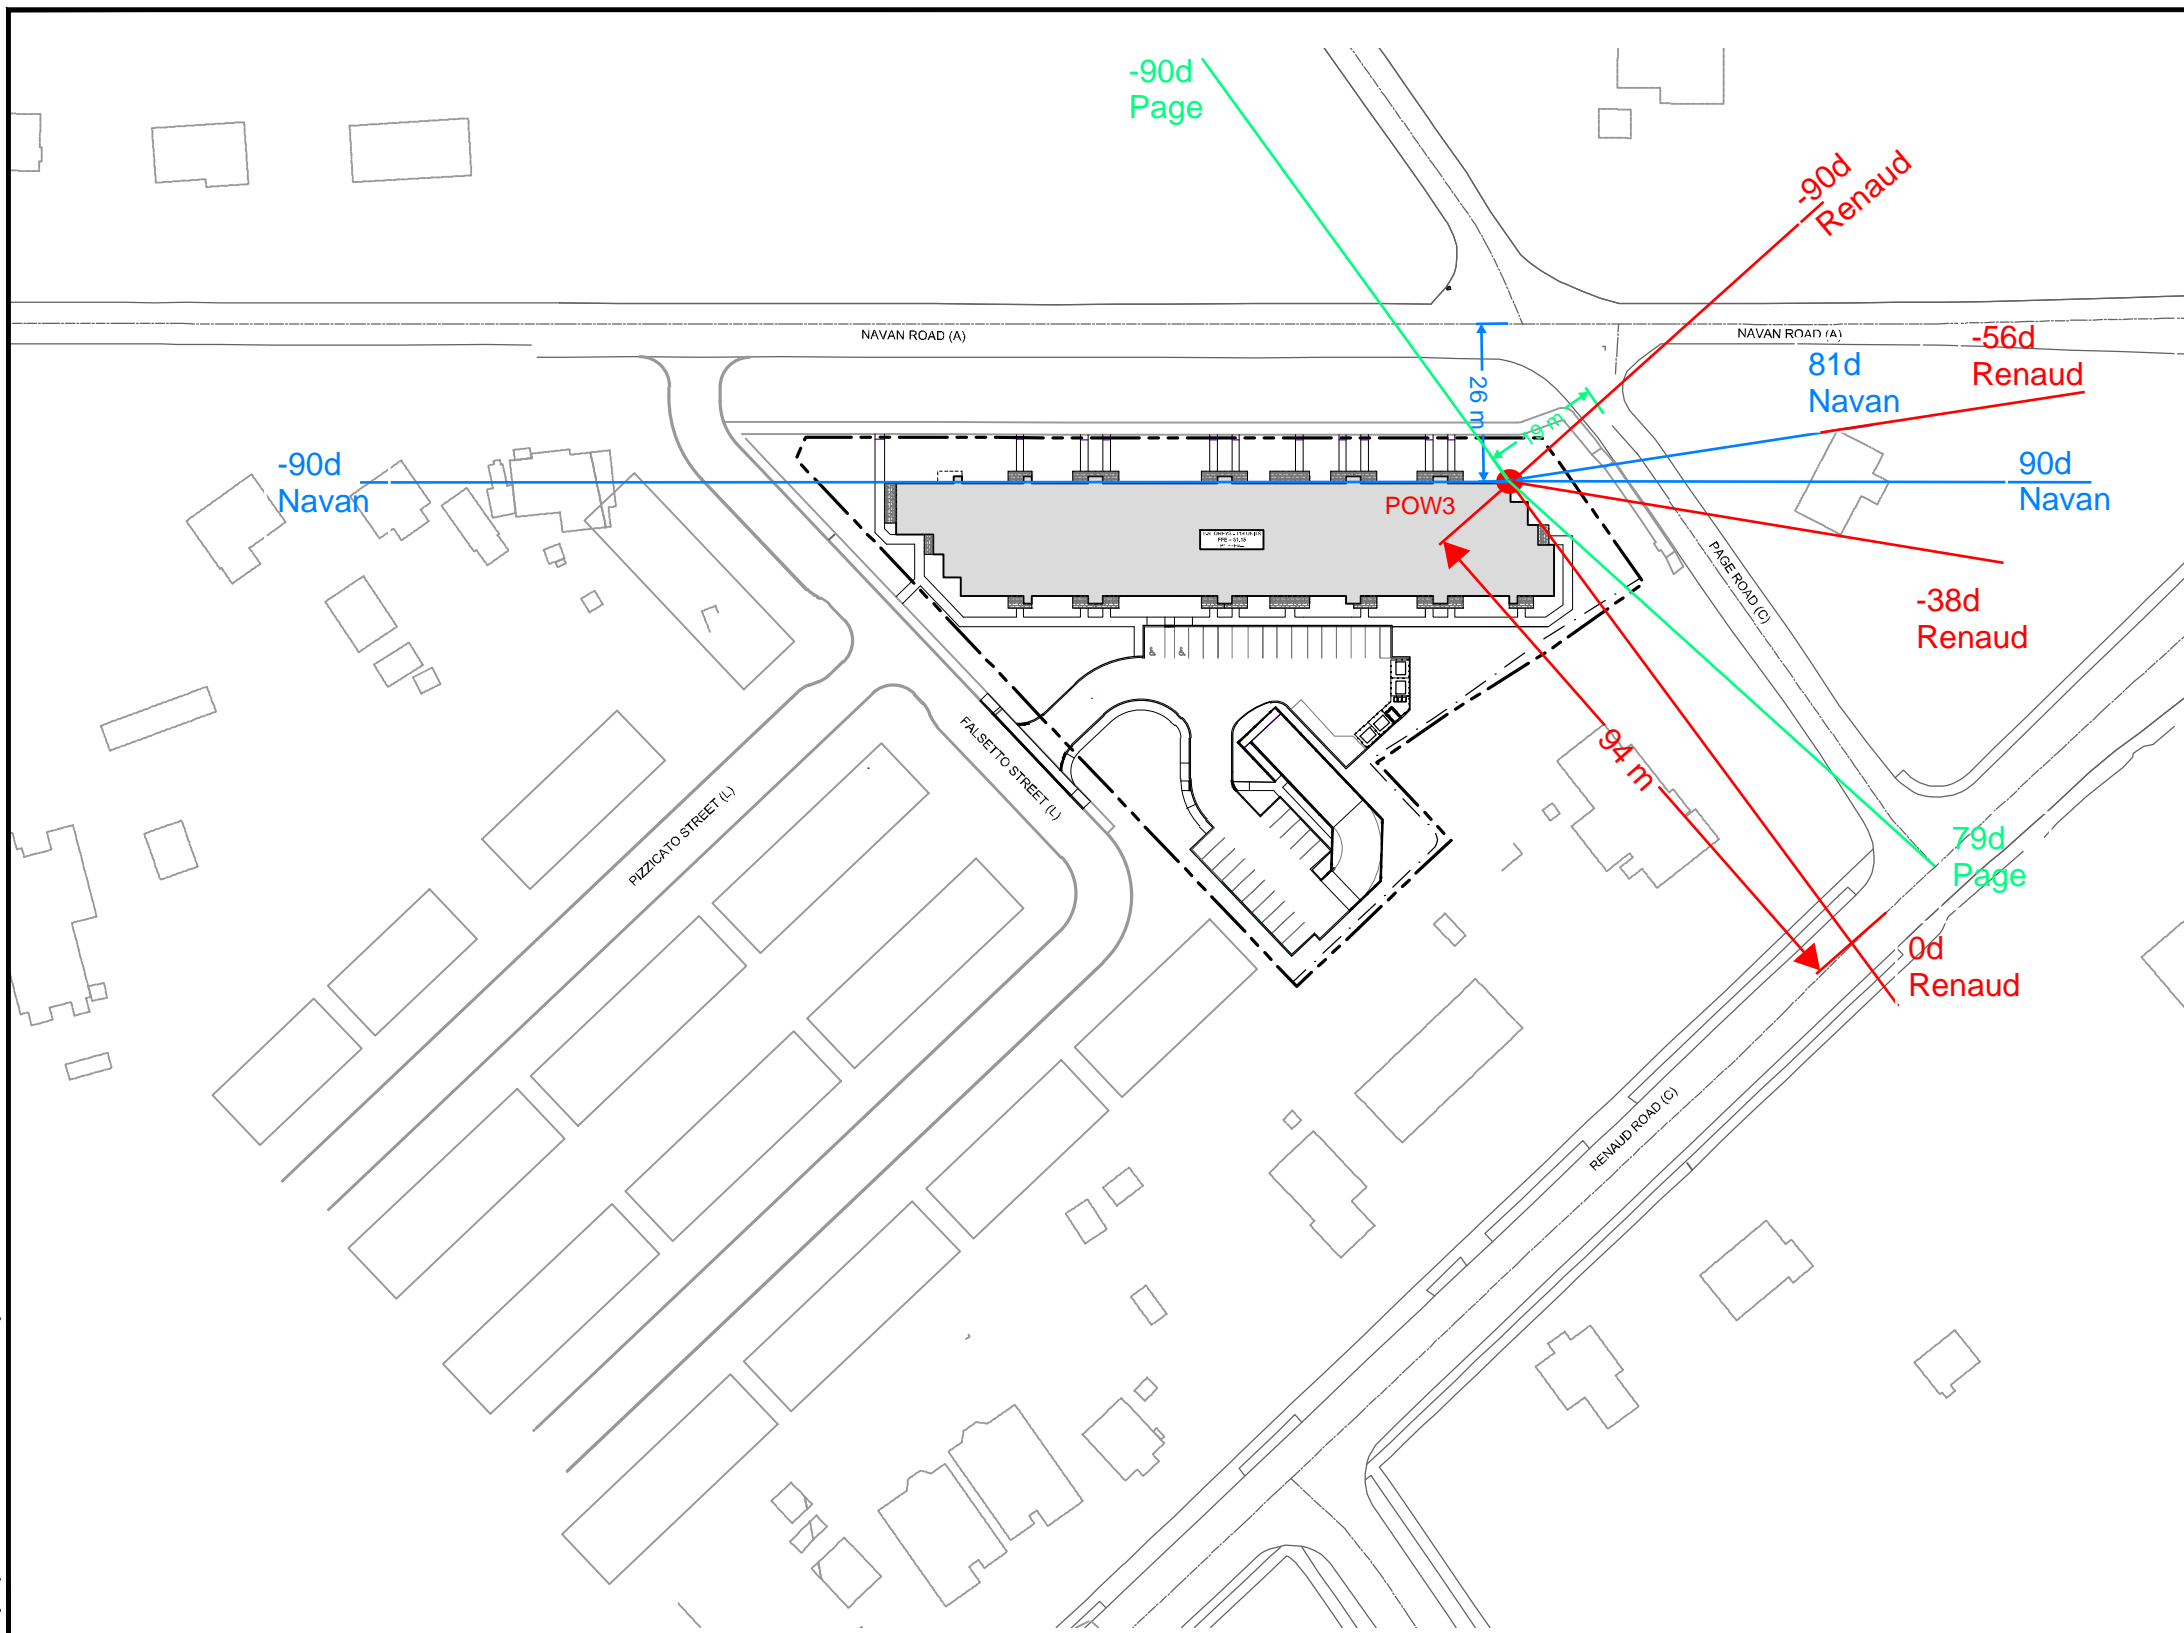 -90d
Page
-90d
Renaud
NAVAN ROAD (A)
NAVAN ROAD (A)
-56d
Renaud
81d
Navan
26 m
19 m
-90d
Navan
90d
Navan
POW3
PAGE ROAD (C)
-38d
Renaud
94 m
FALSETTO STREET (L)
PIZZICATO STREET (L)
79d
Page
0d
Renaud
RENAUD ROAD (C)